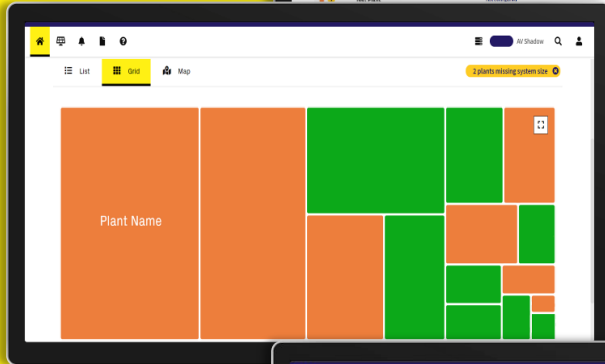 AV Shadow
List
Grid
Map
2 plants missing system size
Plant Name